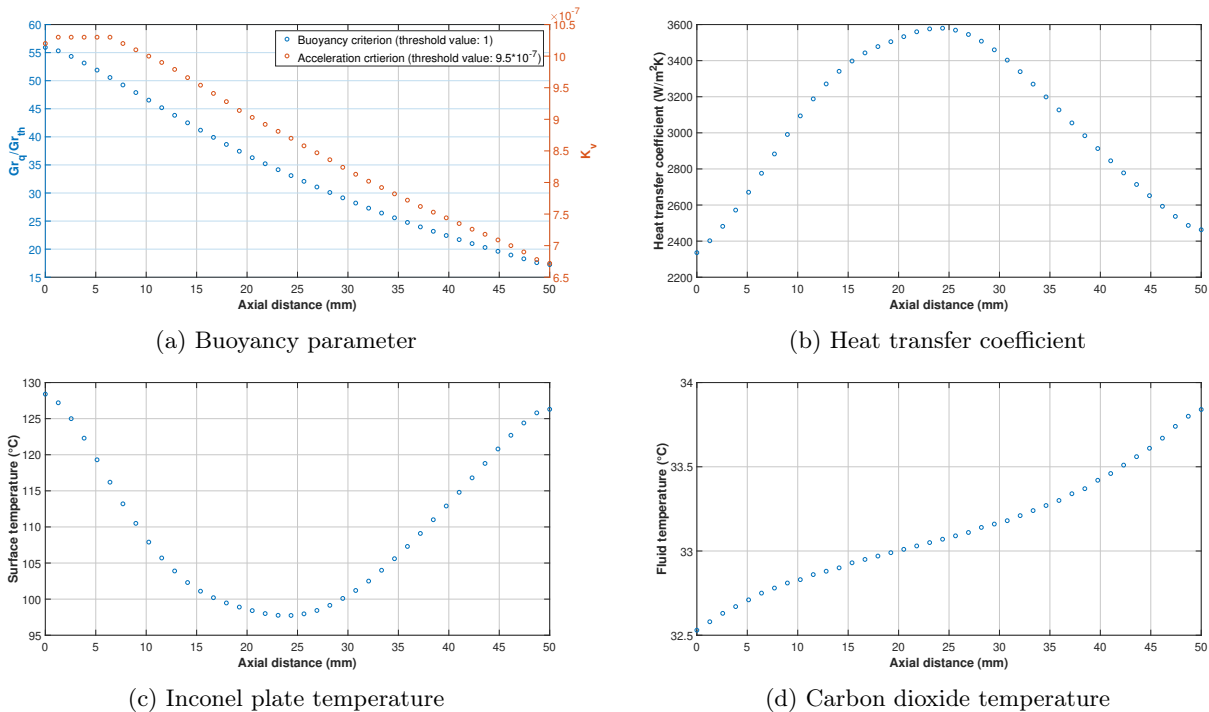 ×10⁻⁷
60
55
50
45
40
35
30
25
20
15
Gr_q/Gr_th
10.5
10
9.5
9
8.5
8
7.5
7
6.5
K_v
Buoyancy criterion (threshold value: 1)
Acceleration crtierion (threshold value: 9.5*10⁻⁷)
0 5 10 15 20 25 30 35 40 45 50
Axial distance (mm)
(a) Buoyancy parameter
3600
3400
3200
3000
2800
2600
2400
2200
Heat transfer coefficient (W/m²K)
0 5 10 15 20 25 30 35 40 45 50
Axial distance (mm)
(b) Heat transfer coefficient
130
125
120
115
110
105
100
95
Surface temperature (°C)
0 5 10 15 20 25 30 35 40 45 50
Axial distance (mm)
(c) Inconel plate temperature
34
33.5
33
32.5
Fluid temperature (°C)
0 5 10 15 20 25 30 35 40 45 50
Axial distance (mm)
(d) Carbon dioxide temperature